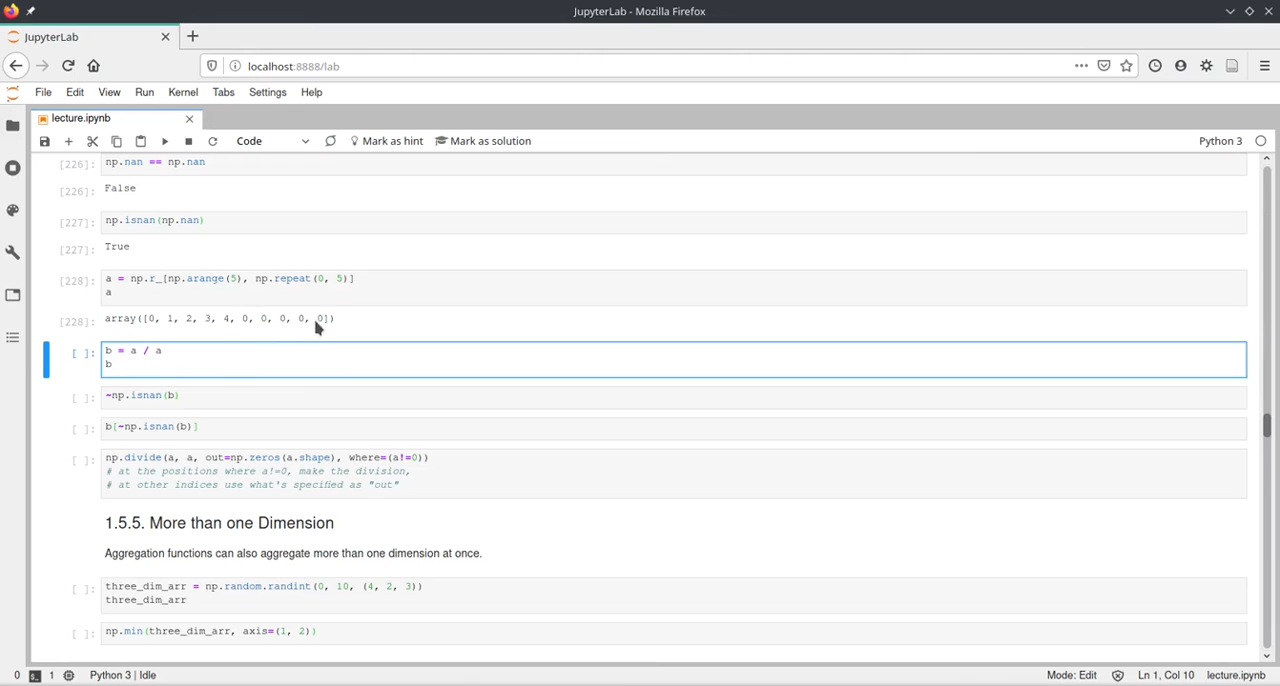 JupyterLab - Mozilla Firefox
JupyterLab
localhost:8888/lab
File Edit View Run Kernel Tabs Settings Help
lecture.ipynb
Code Mark as hint Mark as solution Python 3
[226]: np.nan == np.nan
[226]: False
[227]: np.isnan(np.nan)
[227]: True
[228]: a = np.r_[np.arange(5), np.repeat(0, 5)]
a
[228]: array([0, 1, 2, 3, 4, 0, 0, 0, 0, 0])
[ ]: b = a / a
b
[ ]: ~np.isnan(b)
[ ]: b[~np.isnan(b)]
[ ]: np.divide(a, a, out=np.zeros(a.shape), where=(a!=0))
# at the positions where a!=0, make the division,
# at other indices use what's specified as "out"
1.5.5. More than one Dimension
Aggregation functions can also aggregate more than one dimension at once.
[ ]: three_dim_arr = np.random.randint(0, 10, (4, 2, 3))
three_dim_arr
[ ]: np.min(three_dim_arr, axis=(1, 2))
0 1 Python 3 | Idle Mode: Edit Ln 1, Col 10 lecture.ipynb